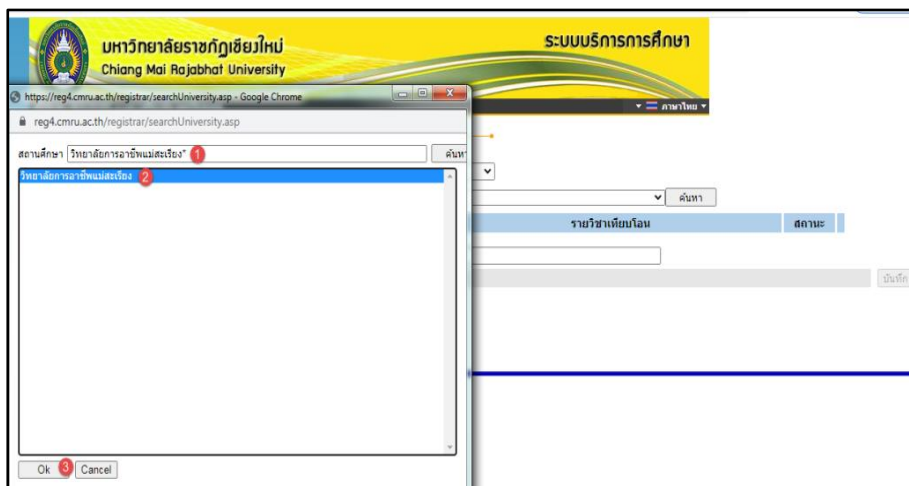 มหาวิทยาลัยราชภัฏเชียงใหม่
Chiang Mai Rajabhat University
ระบบบริการการศึกษา
https://reg4.cmru.ac.th/registrar/searchUniversity.asp - Google Chrome
ภาษาไทย
reg4.cmru.ac.th/registrar/searchUniversity.asp
สถานศึกษา วิทยาลัยการอาชีพแม่สะเรียง* 1 ค้นห
วิทยาลัยการอาชีพแม่สะเรียง 2
ค้นหา
รายวิชาเทียบโอน สถานะ
บันทึก
Ok 3 Cancel